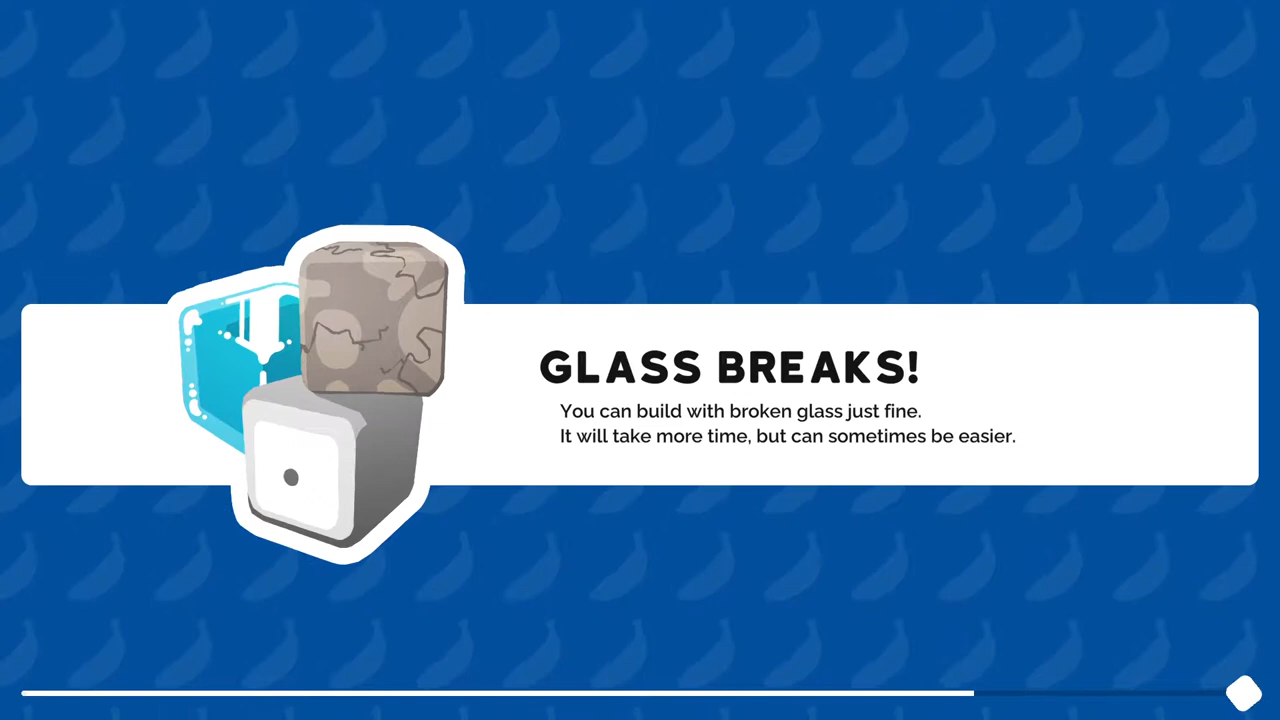 GLASS BREAKS!
You can build with broken glass just fine.
It will take more time, but can sometimes be easier.